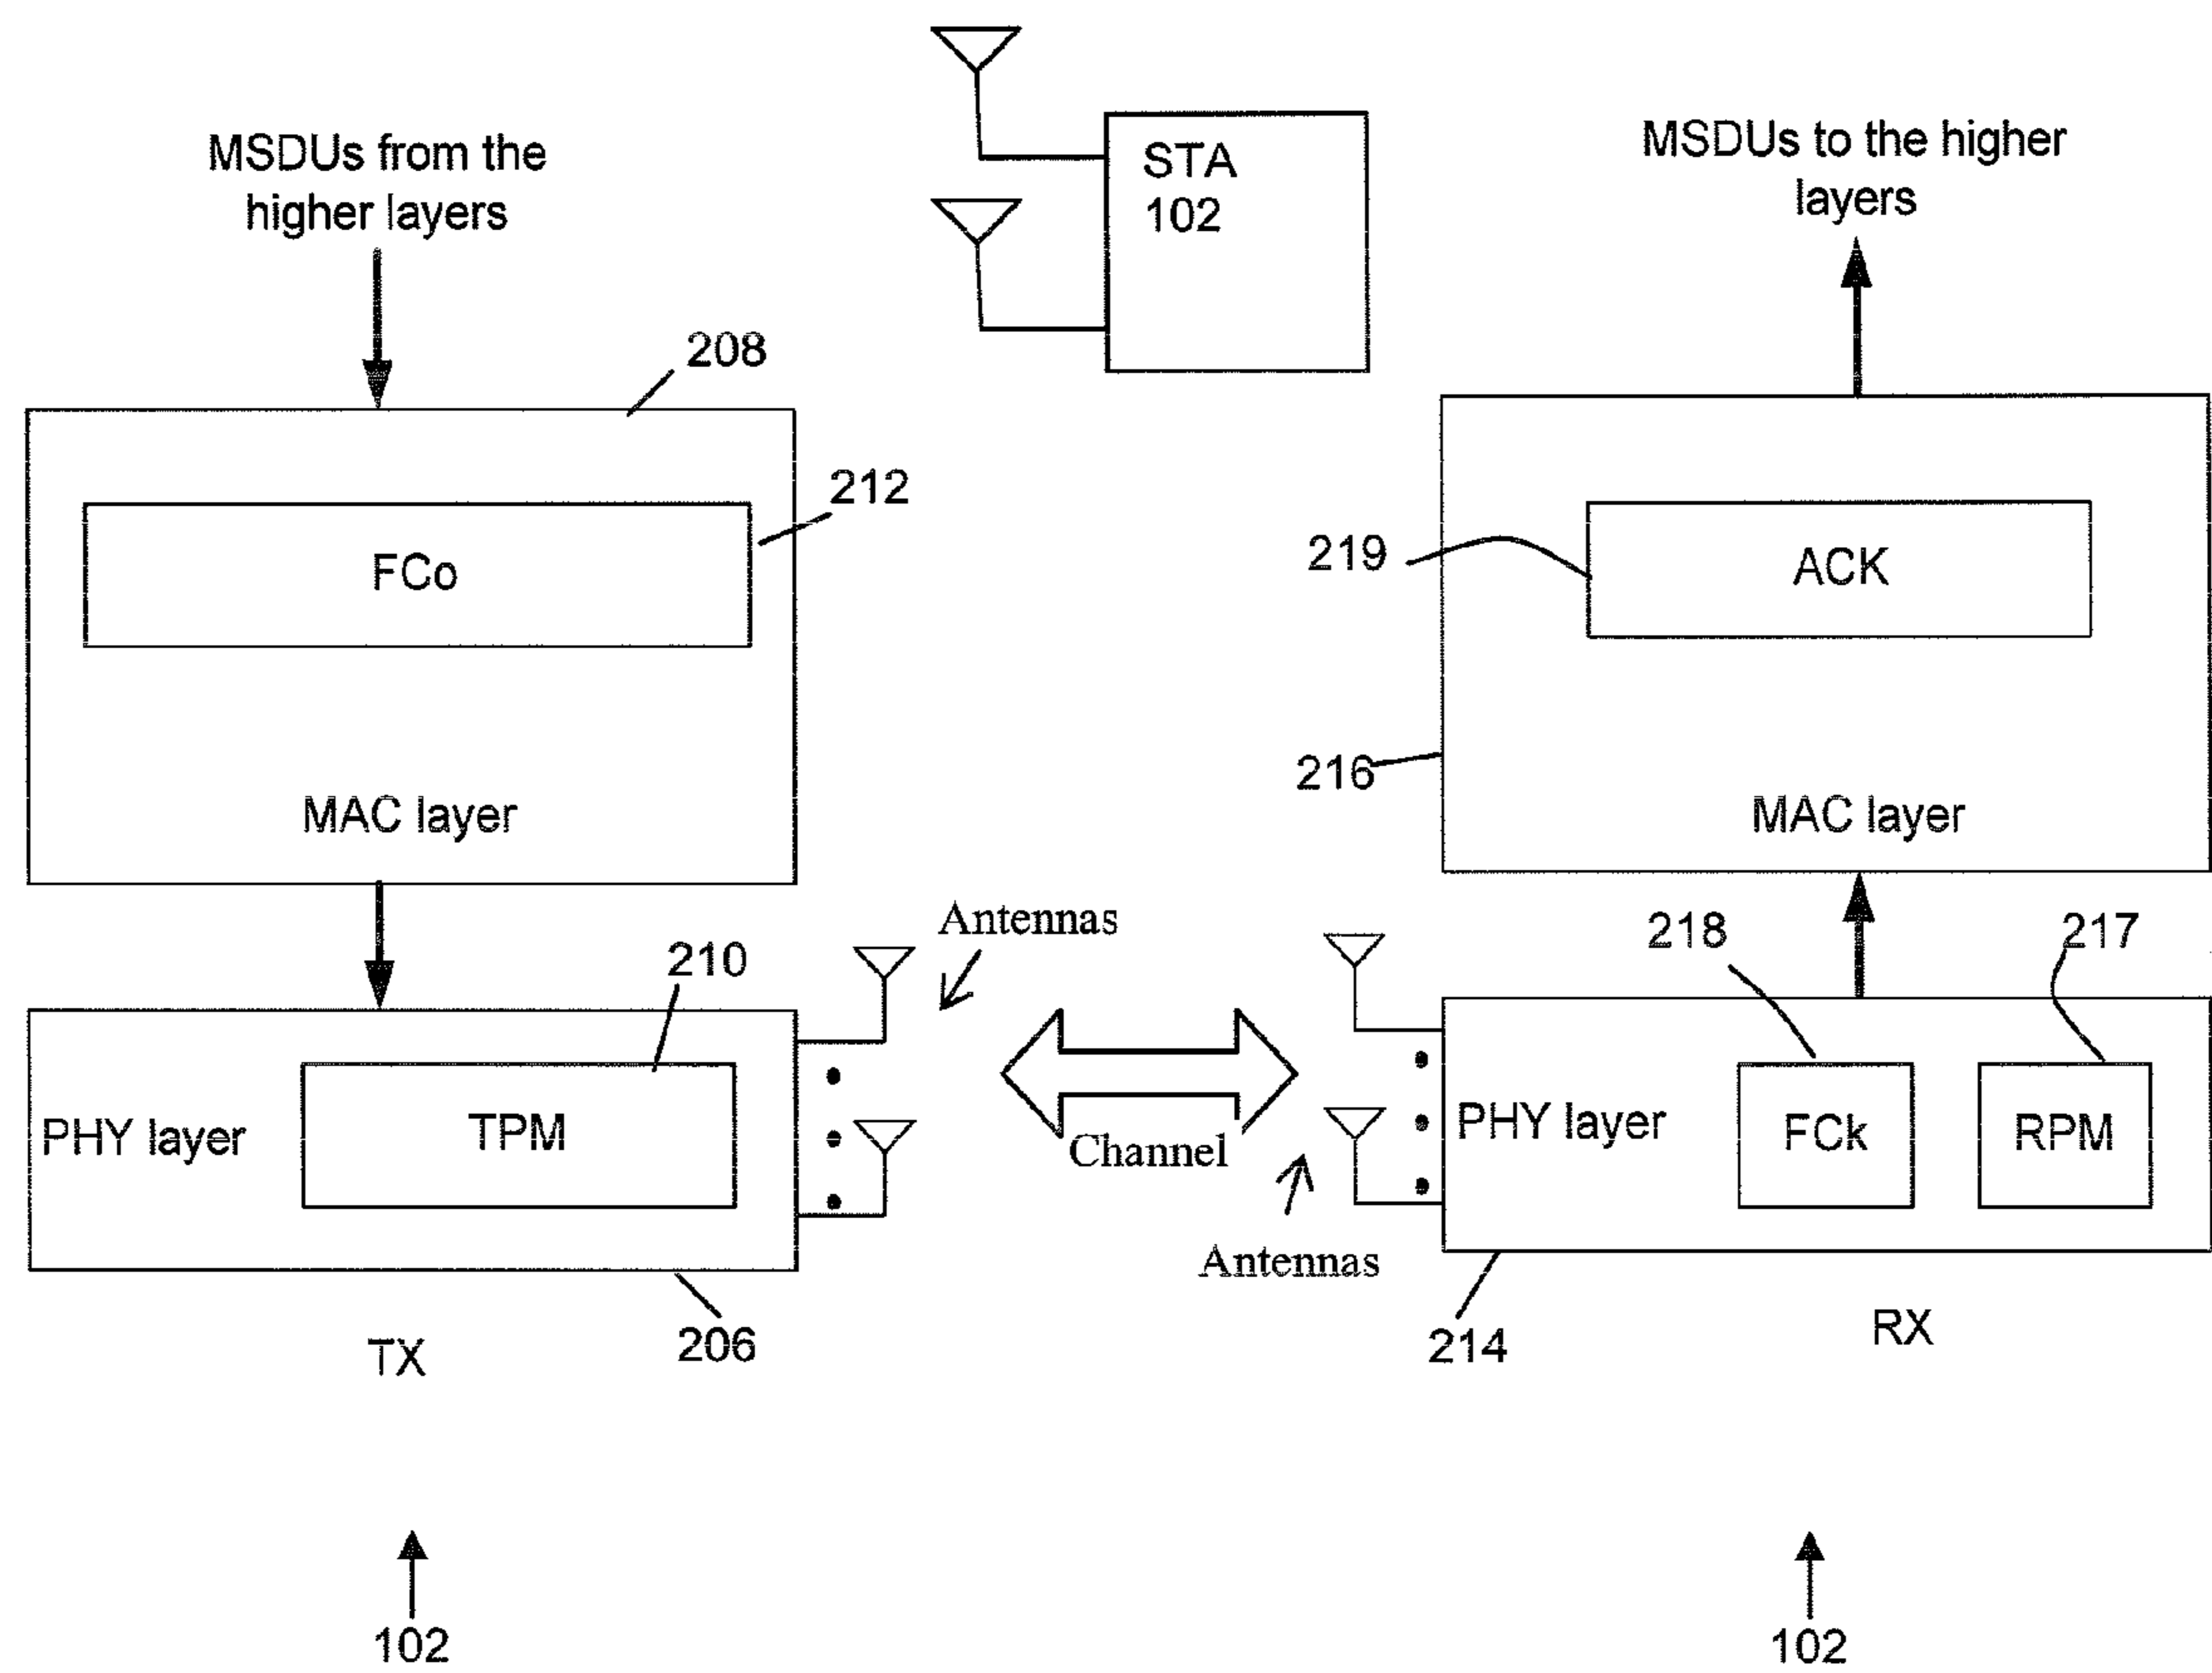 MSDUs from the
higher layers
STA
102
MSDUs to the higher
layers
208
212
FCo
219
ACK
216
MAC layer
MAC layer
Antennas
218
217
210
PHY layer
TPM
Channel
PHY layer
FCk
RPM
Antennas
206
214
TX
RX
102
102